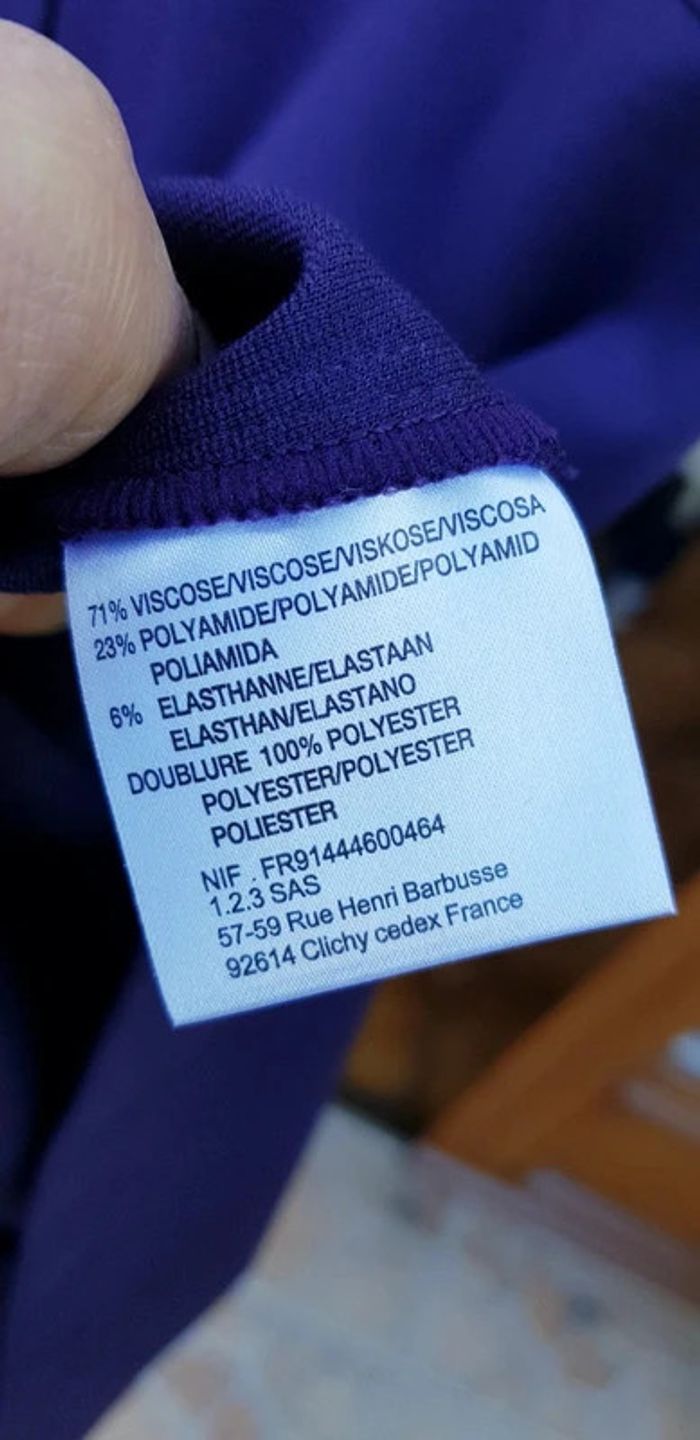 71% VISCOSE/VISCOSE/VISKOSE/VISCOSA
23% POLYAMIDE/POLYAMIDE/POLYAMID
POLIAMIDA
6% ELASTHANNE/ELASTAAN
ELASTHAN/ELASTANO
DOUBLURE 100% POLYESTER
POLYESTER/POLYESTER
POLIESTER
NIF . FR91444600464
1.2.3 SAS
57-59 Rue Henri Barbusse
92614 Clichy cedex France